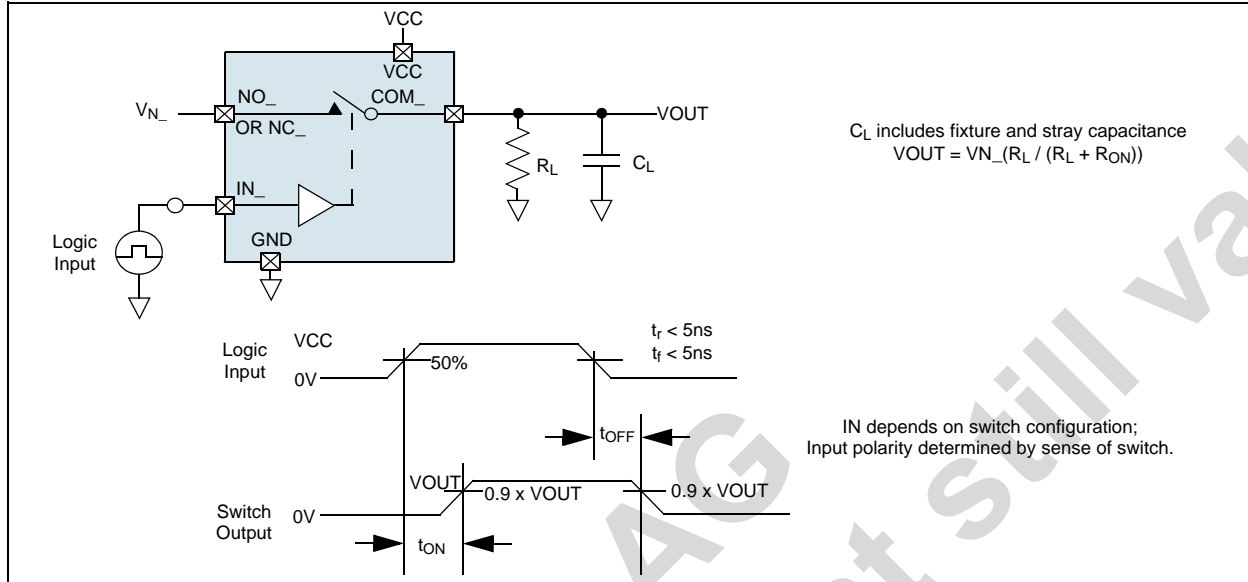 VCC
VCC
NO_
COM_
V_N_
OR NC_
VOUT
R_L
C_L
IN_
GND
Logic
Input
C_L includes fixture and stray capacitance
VOUT = VN_(R_L / (R_L + R_ON))
Logic
Input
VCC
0V
50%
t_r < 5ns
t_f < 5ns
t_OFF
IN depends on switch configuration;
Input polarity determined by sense of switch.
Switch
Output
VOUT
0V
0.9 x VOUT
0.9 x VOUT
t_ON
AG
still va